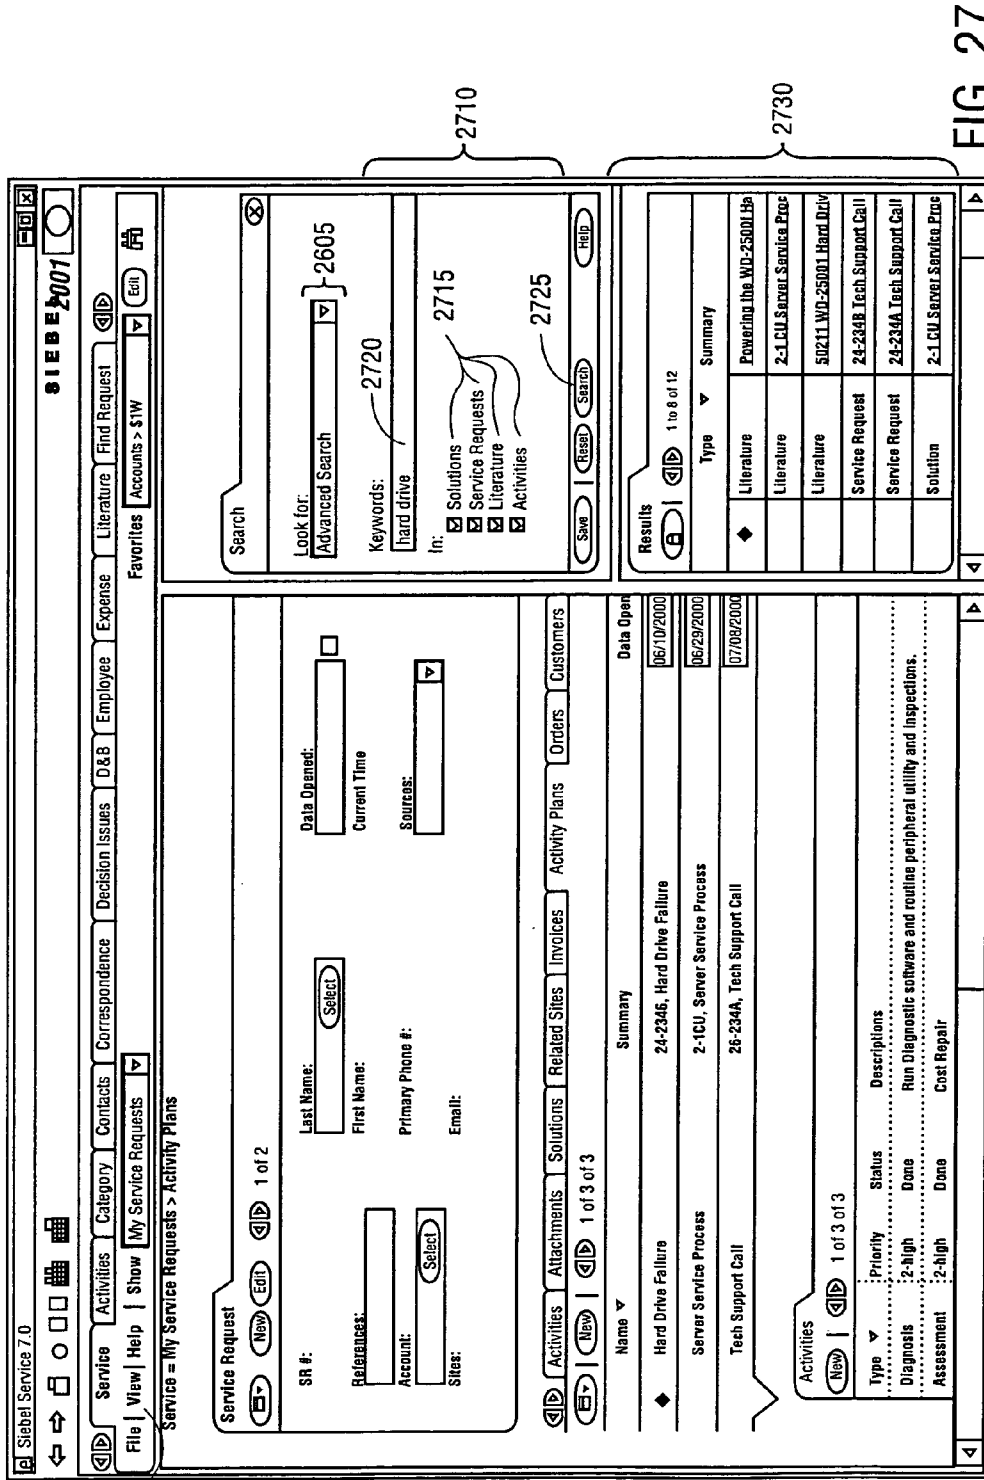 Siebel Service 7.0
SIEBEL
2001
Service Activities Category Contacts Correspondence Decision Issues D&B Employee Expense Literature Find Request
File | View | Help | Show My Service Requests Favorites Accounts > $1W Edit
Service = My Service Requests > Activity Plans
Service Request
New Edit 1 of 2
SR #: Last Name: Data Opened:
Select
References: First Name: Current Time
Account: Primary Phone #: Sources:
Select
Sites: Email:
Activities Attachments Solutions Related Sites Invoices Activity Plans Orders Customers
New 1 of 3 of 3
Name Summary Data Open
Hard Drive Failure 24-2346, Hard Drive Failure 06/10/2000
Server Service Process 2-1CU, Server Service Process 06/29/2000
Tech Support Call 26-234A, Tech Support Call 07/08/2000
Activities
New | 1 of 3 of 3
Type Priority Status Descriptions
Diagnosis 2-high Done Run Diagnostic software and routine peripheral utility and inspections.
Assessment 2-high Done Cost Repair
Search
Look for:
Advanced Search
2605
Keywords:
hard drive
2720
In:
Solutions
Service Requests
Literature
Activities
2715
Save | Reset Search Help
2725
2710
Results
1 to 8 of 12
Type Summary
Literature Powering the WD-2500I Ha
Literature 2-1 CU Server Service Proc
Literature 50211 WD-25001 Hard Driv
Service Request 24-234B Tech Support Call
Service Request 24-234A Tech Support Call
Solution 2-1 CU Server Service Proc
2730
FIG 27